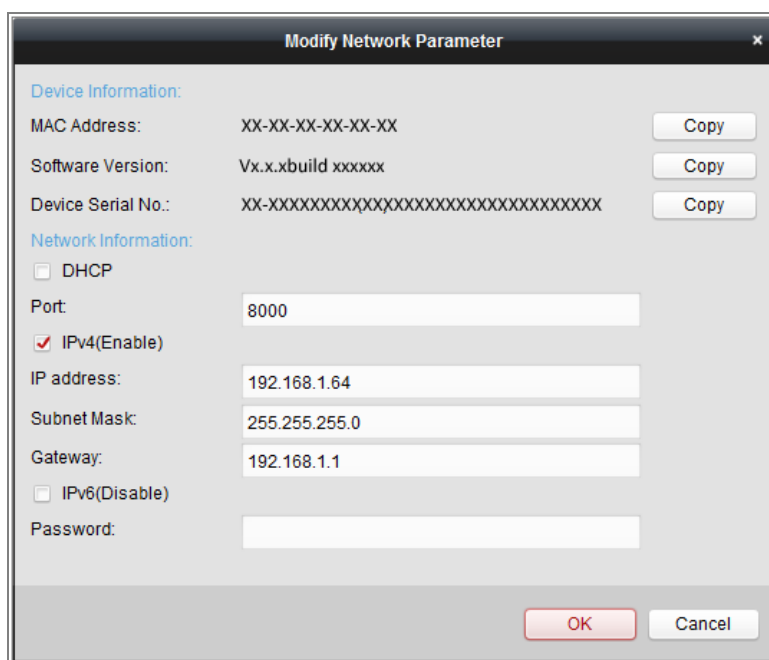 Modify Network Parameter ×
Device Information:
MAC Address: XX-XX-XX-XX-XX-XX Copy
Software Version: Vx.x.xbuild xxxxxx Copy
Device Serial No.: XX-XXXXXXXXXXXXXXXXXXXXXXXXXXXXXXXXX Copy
Network Information:
DHCP
Port: 8000
IPv4(Enable)
IP address: 192.168.1.64
Subnet Mask: 255.255.255.0
Gateway: 192.168.1.1
IPv6(Disable)
Password:
OK Cancel